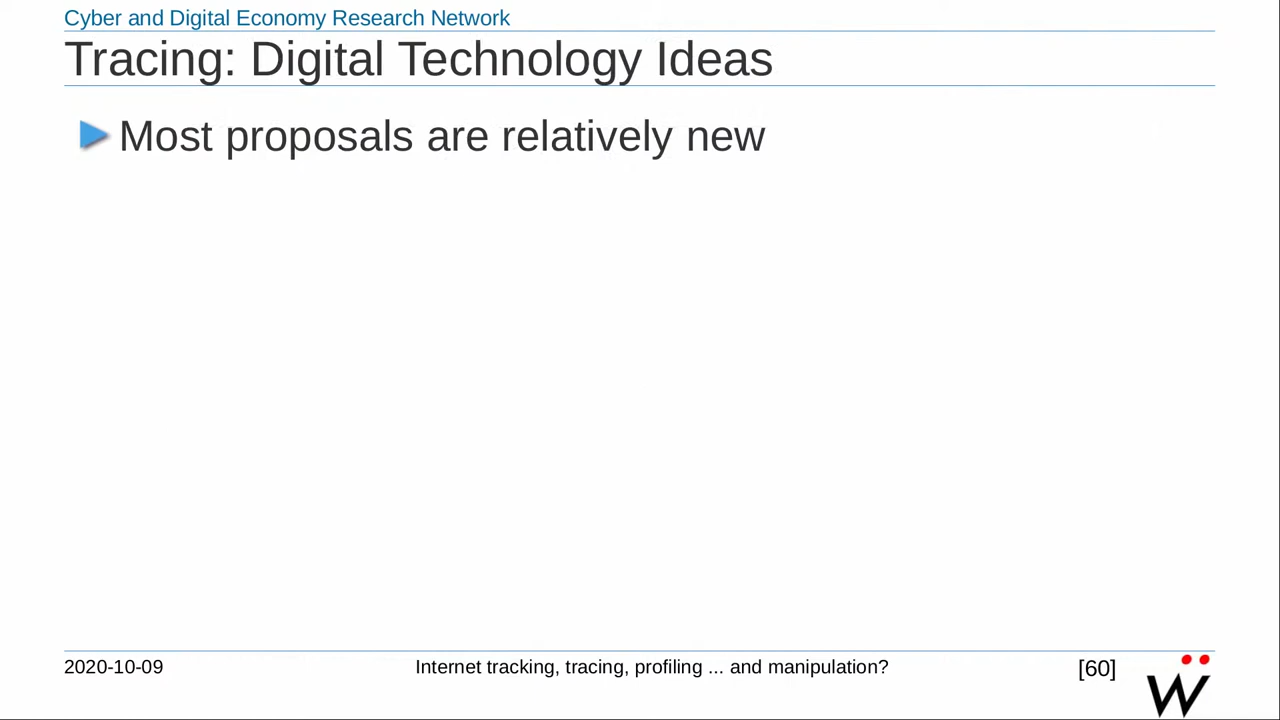 Cyber and Digital Economy Research Network
Tracing: Digital Technology Ideas
Most proposals are relatively new
2020-10-09 Internet tracking, tracing, profiling ... and manipulation? [60]
Ẅ